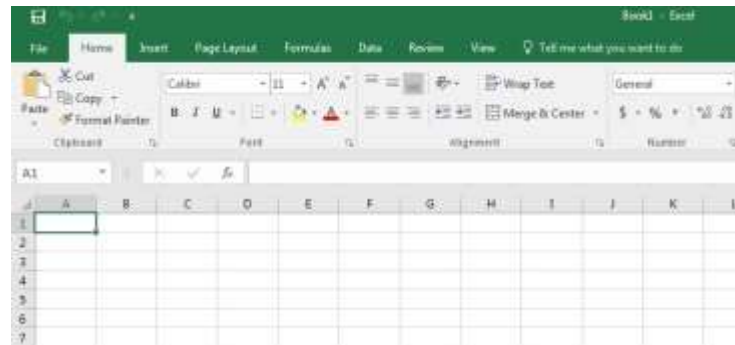 Book1 - Excel
File Home Insert Page Layout Formulas Data Review View Tell me what you want to do
Cut
Copy
Format Painter
Paste
Calibri 11 A A
B I U A
Wrap Text
Merge & Center
General
$ %
Clipboard Font Alignment Number
A1 fx
A B C D E F G H I J K L
1
2
3
4
5
6
7